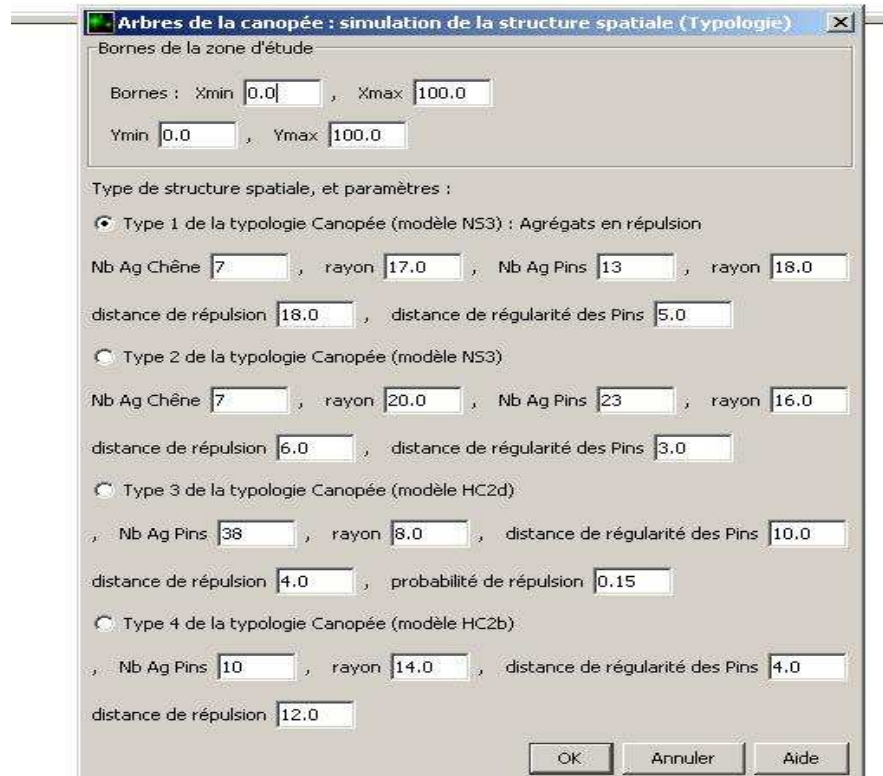 Arbres de la canopée : simulation de la structure spatiale (Typologie)
Bornes de la zone d'étude
Bornes : Xmin 0.0 , Xmax 100.0
Ymin 0.0 , Ymax 100.0
Type de structure spatiale, et paramètres :
Type 1 de la typologie Canopée (modèle NS3) : Agrégats en répulsion
Nb Ag Chêne 7 , rayon 17.0 , Nb Ag Pins 13 , rayon 18.0
distance de répulsion 18.0 , distance de régularité des Pins 5.0
Type 2 de la typologie Canopée (modèle NS3)
Nb Ag Chêne 7 , rayon 20.0 , Nb Ag Pins 23 , rayon 16.0
distance de répulsion 6.0 , distance de régularité des Pins 3.0
Type 3 de la typologie Canopée (modèle HC2d)
, Nb Ag Pins 38 , rayon 8.0 , distance de régularité des Pins 10.0
distance de répulsion 4.0 , probabilité de répulsion 0.15
Type 4 de la typologie Canopée (modèle HC2b)
, Nb Ag Pins 10 , rayon 14.0 , distance de régularité des Pins 4.0
distance de répulsion 12.0
OK Annuler Aide